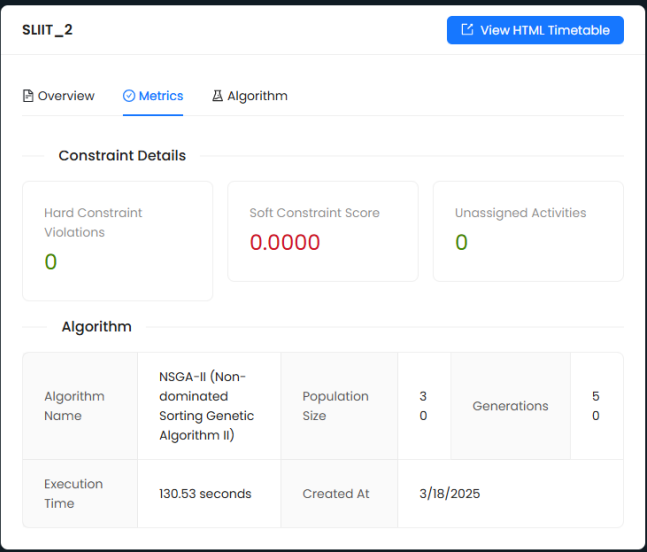 SLIIT_2
View HTML Timetable
Overview
Metrics
Algorithm
Constraint Details
Hard Constraint
Violations
0
Soft Constraint Score
0.0000
Unassigned Activities
0
Algorithm
Algorithm
Name
NSGA-II (Non-
dominated
Sorting Genetic
Algorithm II)
Population
Size
3
0
Generations
5
0
Execution
Time
130.53 seconds
Created At
3/18/2025